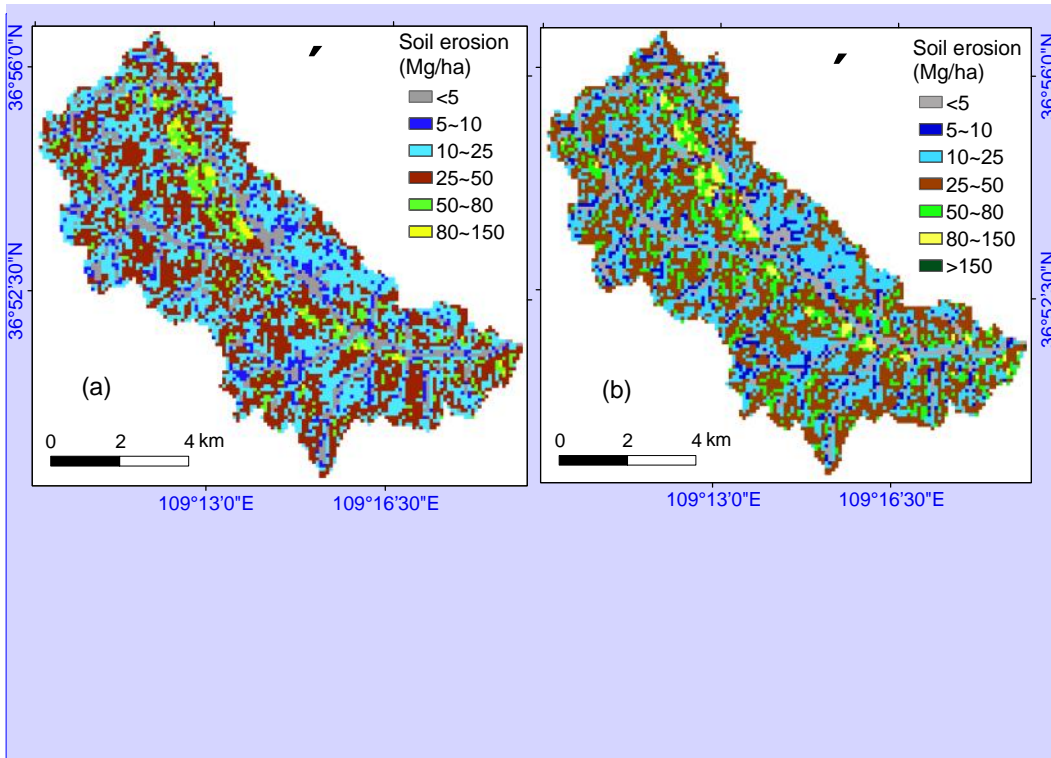 Soil erosion
(Mg/ha)
<5
5~10
10~25
25~50
50~80
80~150
(a)
0 2 4 km
36°56′0"N
36°52′30"N
109°13′0"E 109°16′30"E
Soil erosion
(Mg/ha)
<5
5~10
10~25
25~50
50~80
80~150
>150
(b)
0 2 4 km
36°56′0"N
36°52′30"N
109°13′0"E 109°16′30"E